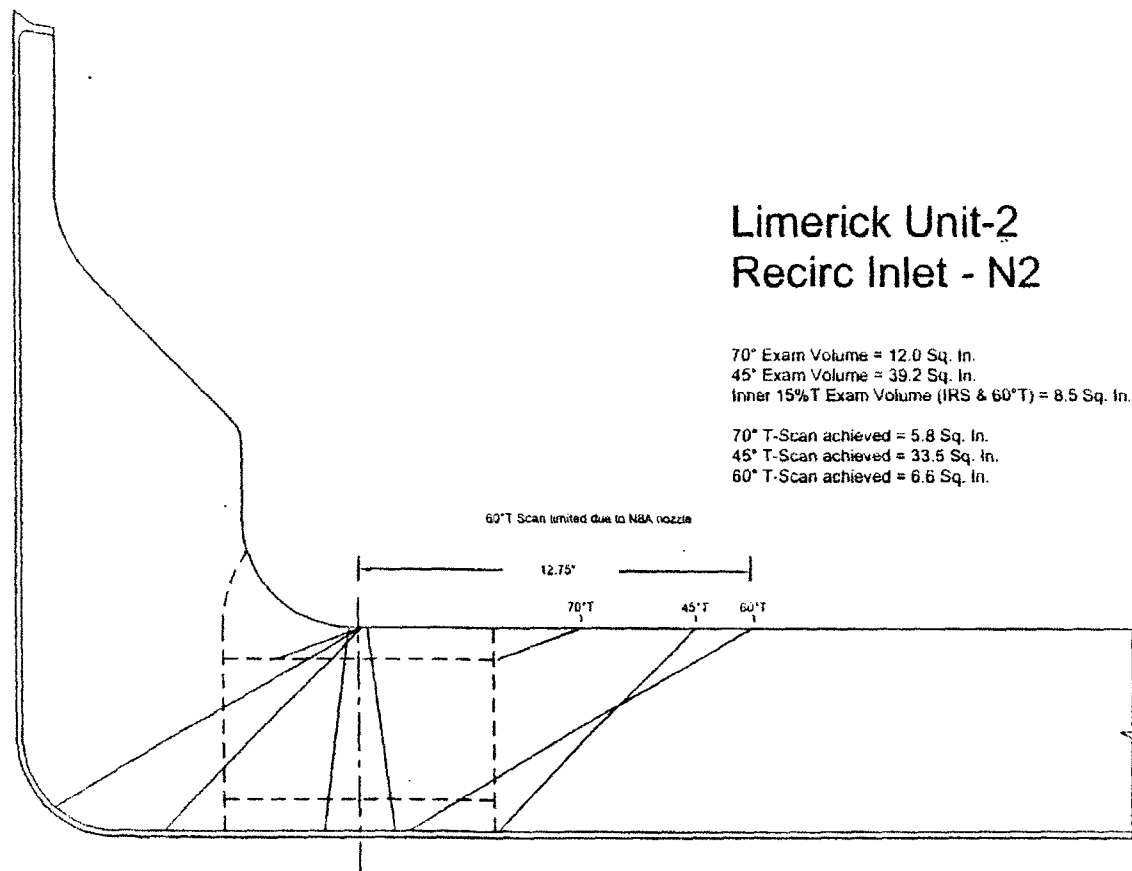 Limerick Unit-2
Recirc Inlet - N2
70° Exam Volume = 12.0 Sq. In.
45° Exam Volume = 39.2 Sq. In.
Inner 15%T Exam Volume (IRS & 60°T) = 8.5 Sq. In.
70° T-Scan achieved = 5.8 Sq. In.
45° T-Scan achieved = 33.5 Sq. In.
60° T-Scan achieved = 6.6 Sq. In.
60°T Scan limited due to N8A nozzle
12.75"
70°T 45°T 60°T